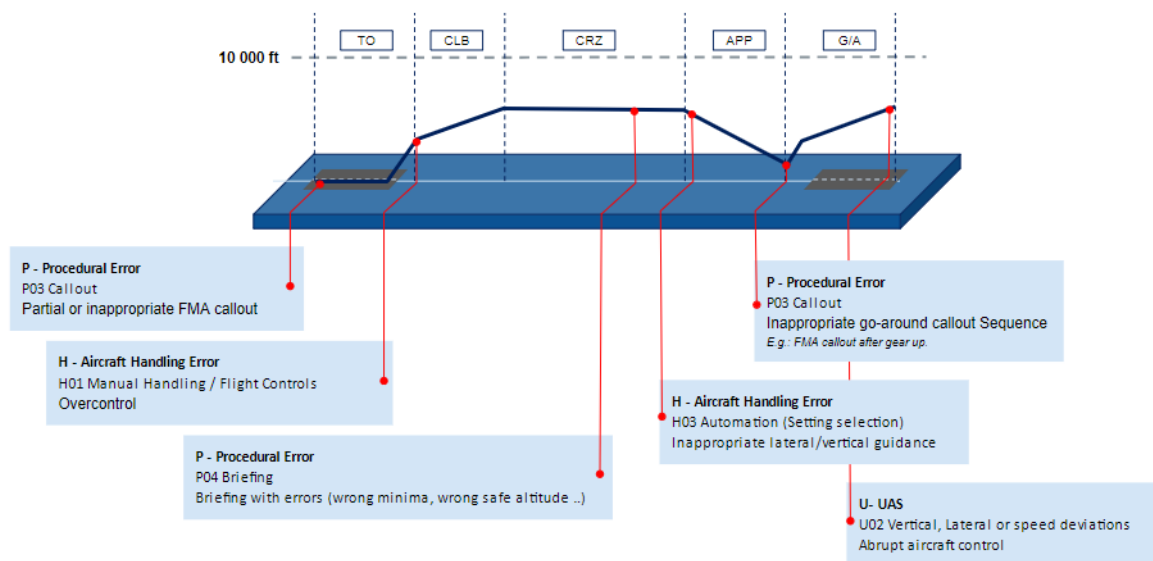 TO
CLB
CRZ
APP
G/A
10 000 ft
P - Procedural Error
P03 Callout
Partial or inappropriate FMA callout
H - Aircraft Handling Error
H01 Manual Handling / Flight Controls
Overcontrol
P - Procedural Error
P04 Briefing
Briefing with errors (wrong minima, wrong safe altitude ..)
P - Procedural Error
P03 Callout
Inappropriate go-around callout Sequence
E.g.: FMA callout after gear up.
H - Aircraft Handling Error
H03 Automation (Setting selection)
Inappropriate lateral/vertical guidance
U- UAS
U02 Vertical, Lateral or speed deviations
Abrupt aircraft control